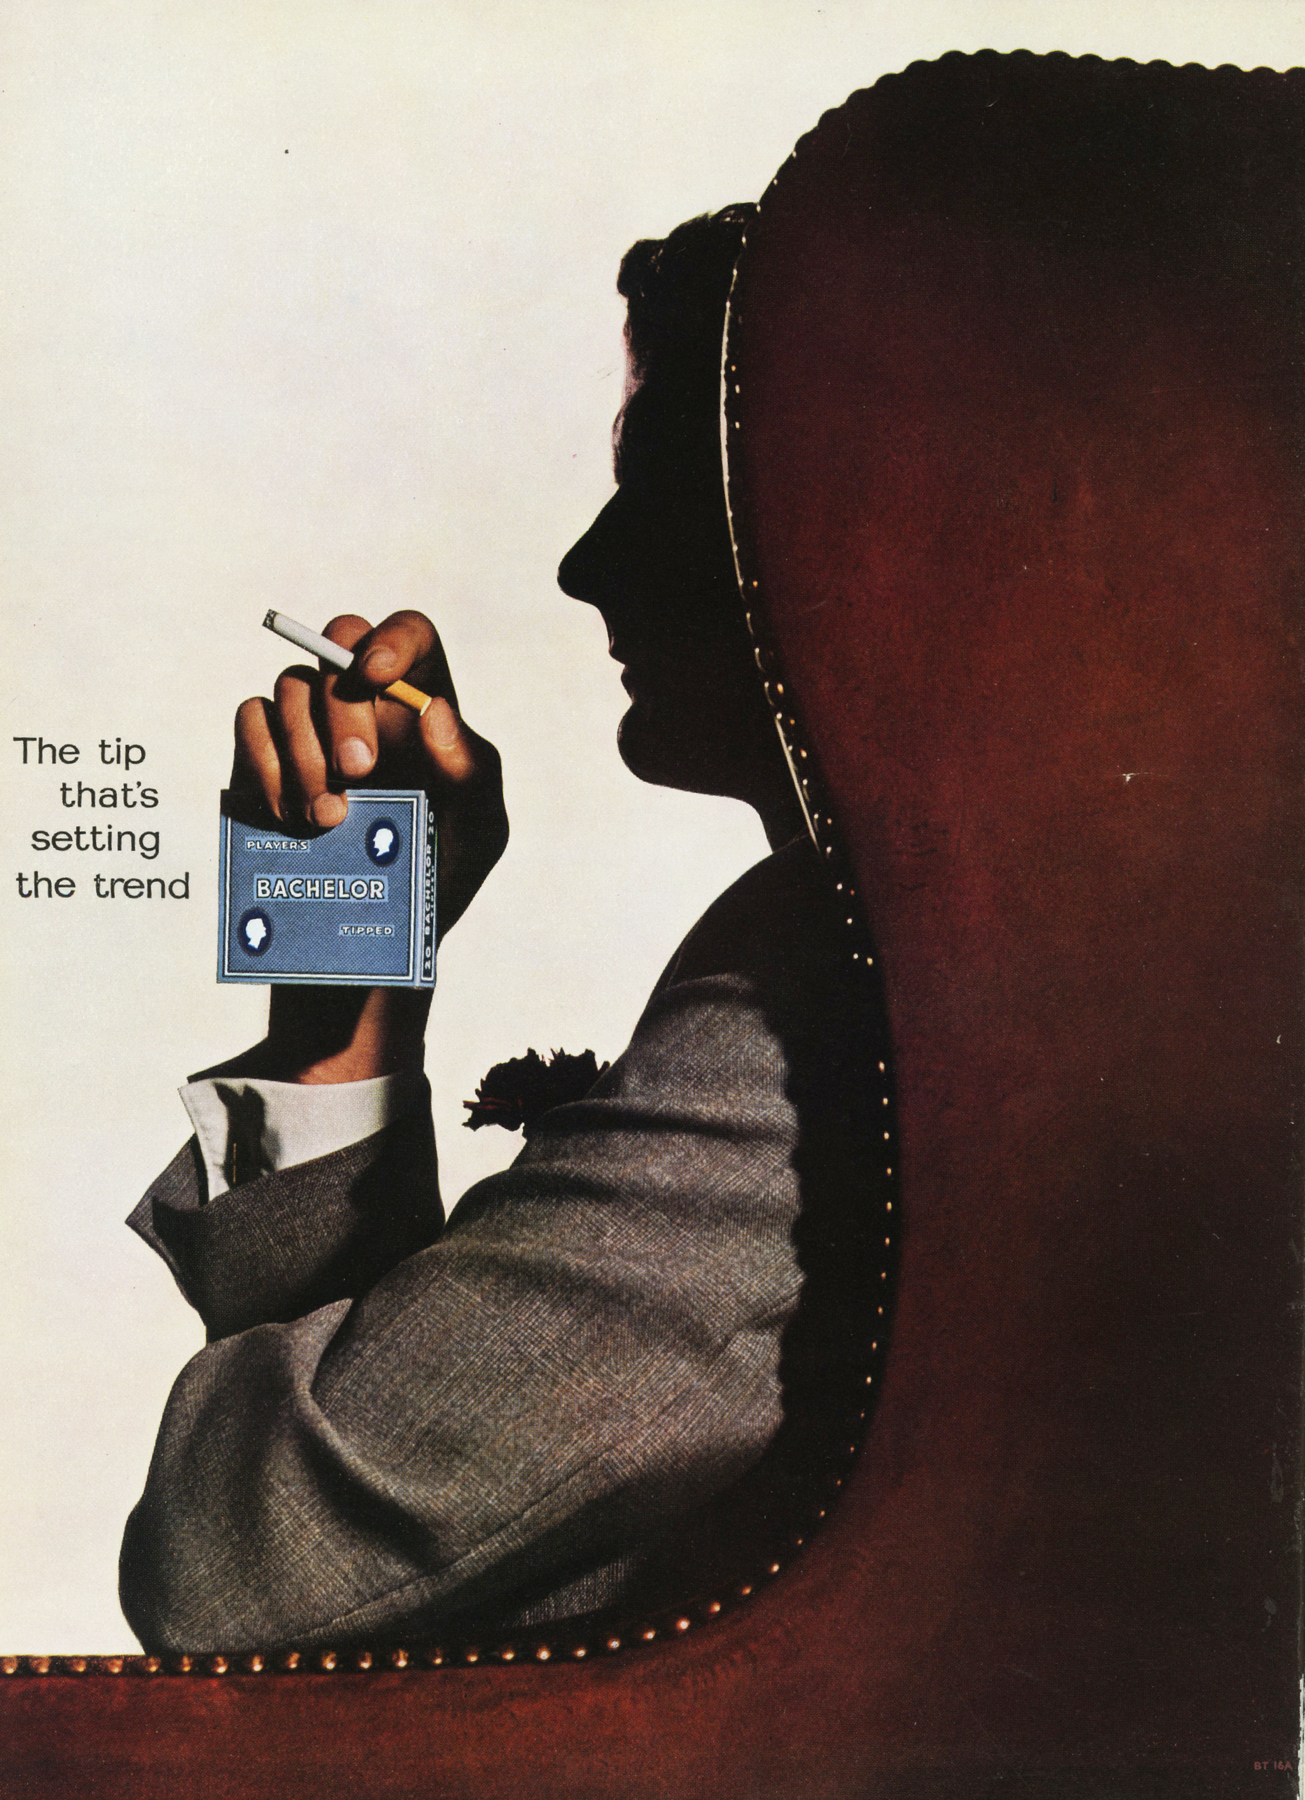 The tip
that's
setting
the trend
PLAYER'S
BACHELOR
TIPPED
20 BACHELOR 20
BT 16A